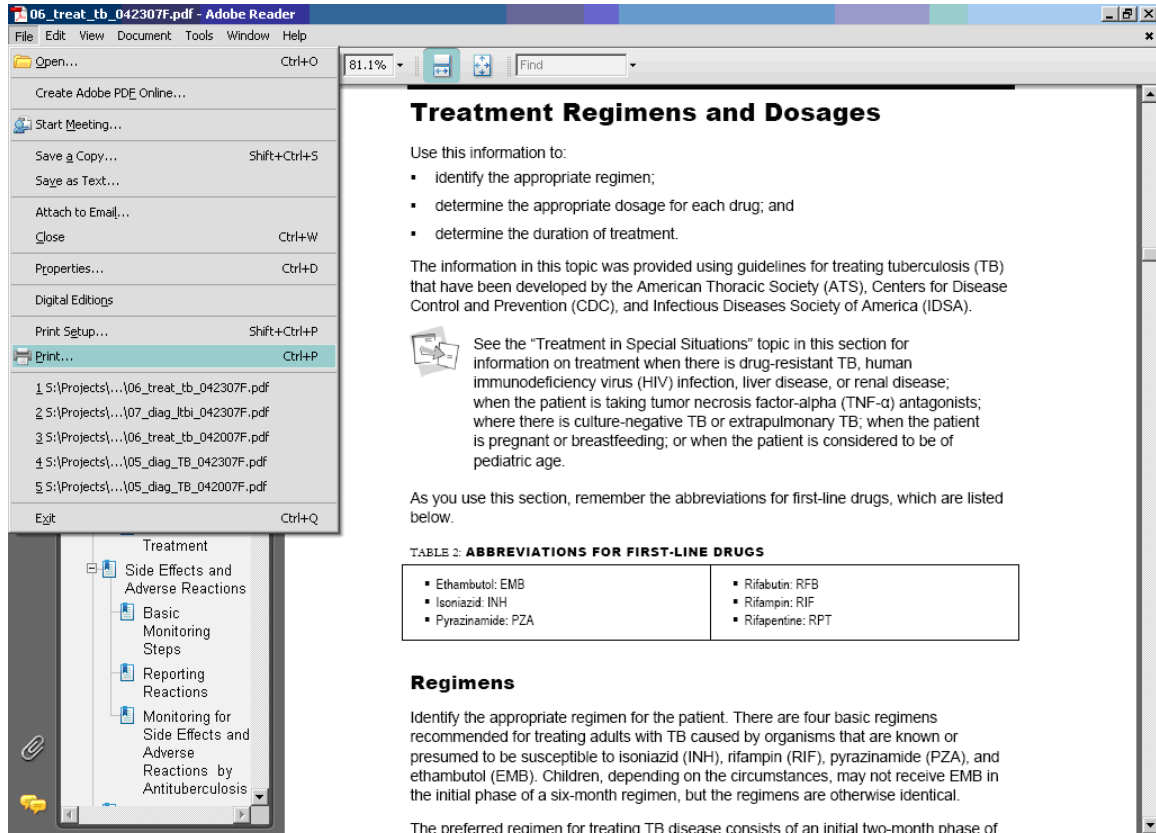 06_treat_tb_042307F.pdf - Adobe Reader
File Edit View Document Tools Window Help
Open... Ctrl+O
Create Adobe PDF Online...
Start Meeting...
Save a Copy... Shift+Ctrl+S
Save as Text...
Attach to Email...
Close Ctrl+W
Properties... Ctrl+D
Digital Editions
Print Setup... Shift+Ctrl+P
Print... Ctrl+P
1 S:\Projects\...\06_treat_tb_042307F.pdf
2 S:\Projects\...\07_diag_ltbi_042307F.pdf
3 S:\Projects\...\06_treat_tb_042007F.pdf
4 S:\Projects\...\05_diag_TB_042307F.pdf
5 S:\Projects\...\05_diag_TB_042007F.pdf
Exit Ctrl+Q
Treatment
Side Effects and
Adverse Reactions
Basic
Monitoring
Steps
Reporting
Reactions
Monitoring for
Side Effects and
Adverse
Reactions by
Antituberculosis
81.1% Find
Treatment Regimens and Dosages
Use this information to:
▪ identify the appropriate regimen;
▪ determine the appropriate dosage for each drug; and
▪ determine the duration of treatment.
The information in this topic was provided using guidelines for treating tuberculosis (TB)
that have been developed by the American Thoracic Society (ATS), Centers for Disease
Control and Prevention (CDC), and Infectious Diseases Society of America (IDSA).
See the “Treatment in Special Situations” topic in this section for
information on treatment when there is drug-resistant TB, human
immunodeficiency virus (HIV) infection, liver disease, or renal disease;
when the patient is taking tumor necrosis factor-alpha (TNF-α) antagonists;
where there is culture-negative TB or extrapulmonary TB; when the patient
is pregnant or breastfeeding; or when the patient is considered to be of
pediatric age.
As you use this section, remember the abbreviations for first-line drugs, which are listed
below.
TABLE 2: ABBREVIATIONS FOR FIRST-LINE DRUGS
▪ Ethambutol: EMB
▪ Isoniazid: INH
▪ Pyrazinamide: PZA
▪ Rifabutin: RFB
▪ Rifampin: RIF
▪ Rifapentine: RPT
Regimens
Identify the appropriate regimen for the patient. There are four basic regimens
recommended for treating adults with TB caused by organisms that are known or
presumed to be susceptible to isoniazid (INH), rifampin (RIF), pyrazinamide (PZA), and
ethambutol (EMB). Children, depending on the circumstances, may not receive EMB in
the initial phase of a six-month regimen, but the regimens are otherwise identical.
The preferred regimen for treating TB disease consists of an initial two-month phase of